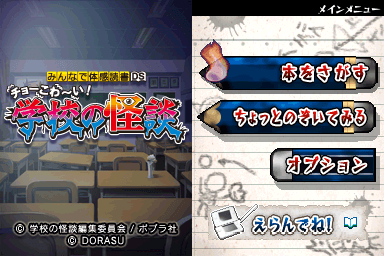 みんなで体感読書DS
チョーこわ～い!
学校の怪談
© 学校の怪談編集委員会 / ポプラ社
© DORASU
メインメニュー
本をさがす
ちょっとのぞいてみる
オプション
えらんでね!